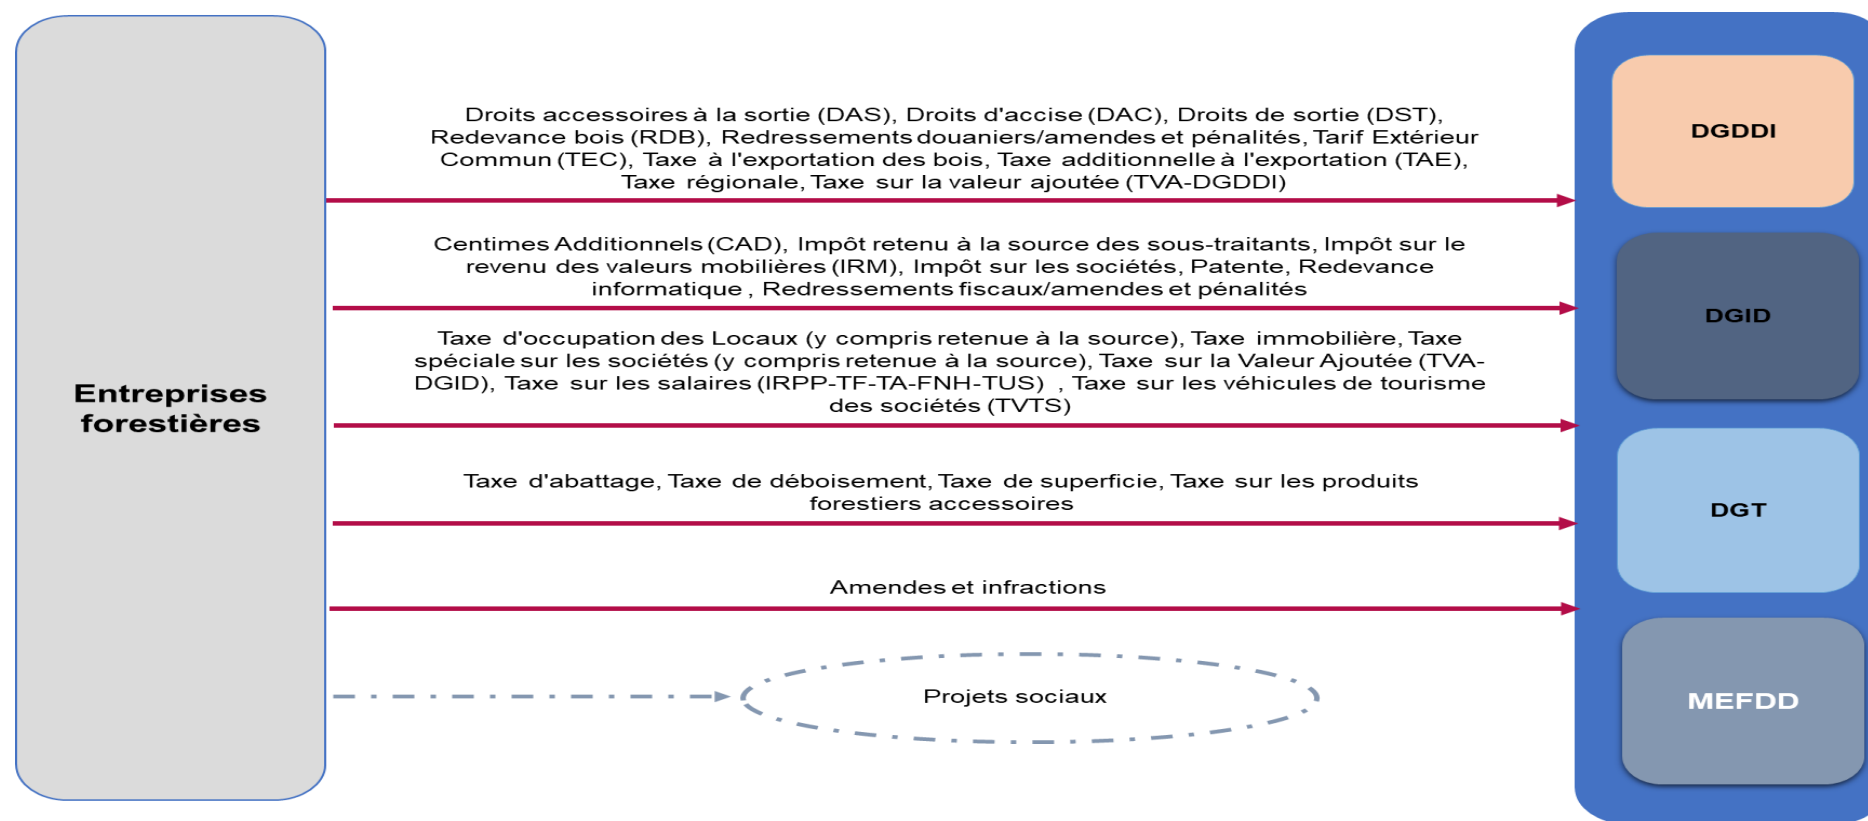 Droits accessoires à la sortie (DAS), Droits d'accise (DAC), Droits de sortie (DST),
Redevance bois (RDB), Redressements douaniers/amendes et pénalités, Tarif Extérieur
Commun (TEC), Taxe à l'exportation des bois, Taxe additionnelle à l'exportation (TAE),
Taxe régionale, Taxe sur la valeur ajoutée (TVA-DGDDI)
DGDDI
Centimes Additionnels (CAD), Impôt retenu à la source des sous-traitants, Impôt sur le
revenu des valeurs mobilières (IRM), Impôt sur les sociétés, Patente, Redevance
informatique , Redressements fiscaux/amendes et pénalités
DGID
Taxe d'occupation des Locaux (y compris retenue à la source), Taxe immobilière, Taxe
spéciale sur les sociétés (y compris retenue à la source), Taxe sur la Valeur Ajoutée (TVA-
DGID), Taxe sur les salaires (IRPP-TF-TA-FNH-TUS) , Taxe sur les véhicules de tourisme
des sociétés (TVTS)
Entreprises
forestières
Taxe d'abattage, Taxe de déboisement, Taxe de superficie, Taxe sur les produits
forestiers accessoires
DGT
Amendes et infractions
Projets sociaux
MEFDD